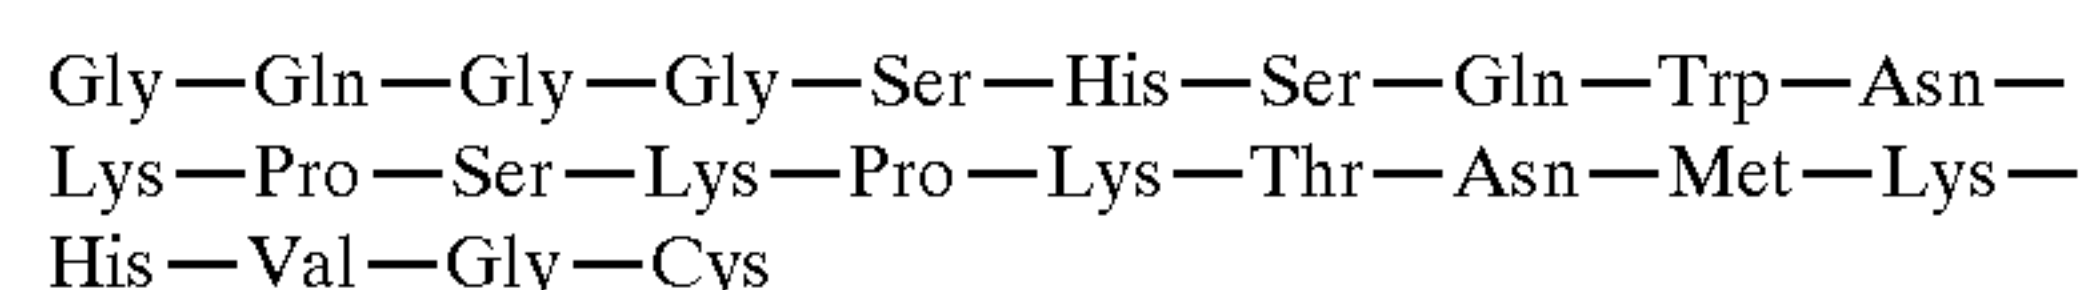 Gly—Gln—Gly—Gly—Ser—His—Ser—Gln—Trp—Asn—
Lys—Pro—Ser—Lys—Pro—Lys—Thr—Asn—Met—Lys—
His—Val—Gly—Cys